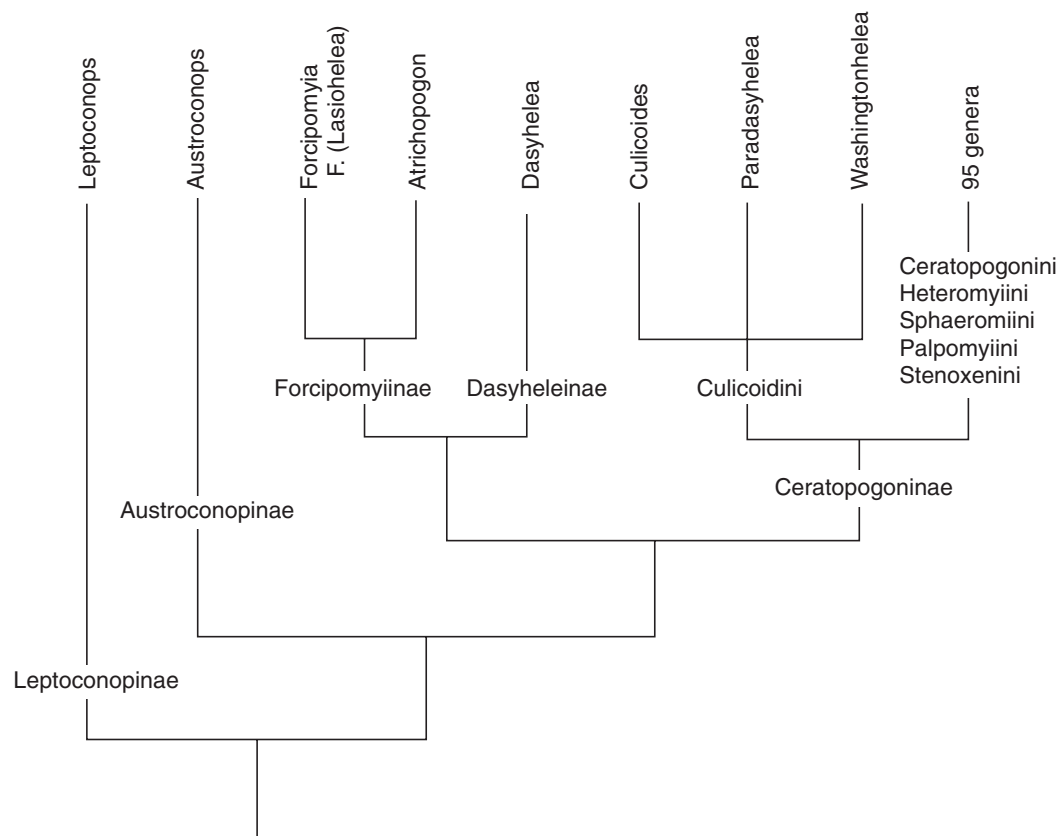 Leptoconops
Austroconops
Forcipomyia
F. (Lasiohelea)
Atrichopogon
Dasyhelea
Culicoides
Paradasyhelea
Washingtonhelea
95 genera
Ceratopogonini
Heteromyiini
Sphaeromiini
Palpomyiini
Stenoxenini
Forcipomyiinae
Dasyheleinae
Culicoidini
Ceratopogoninae
Austroconopinae
Leptoconopinae